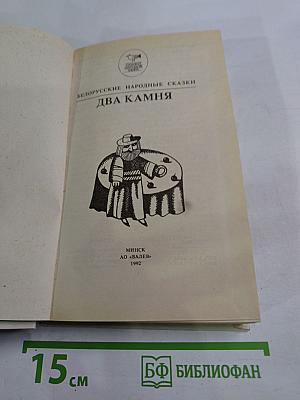 БЕЛОРУССКИЕ НАРОДНЫЕ СКАЗКИ
ДВА КАМНЯ
МИНСК
АО «ВАЛЕВ»
1992
15 см
БФ БИБЛИОФАН